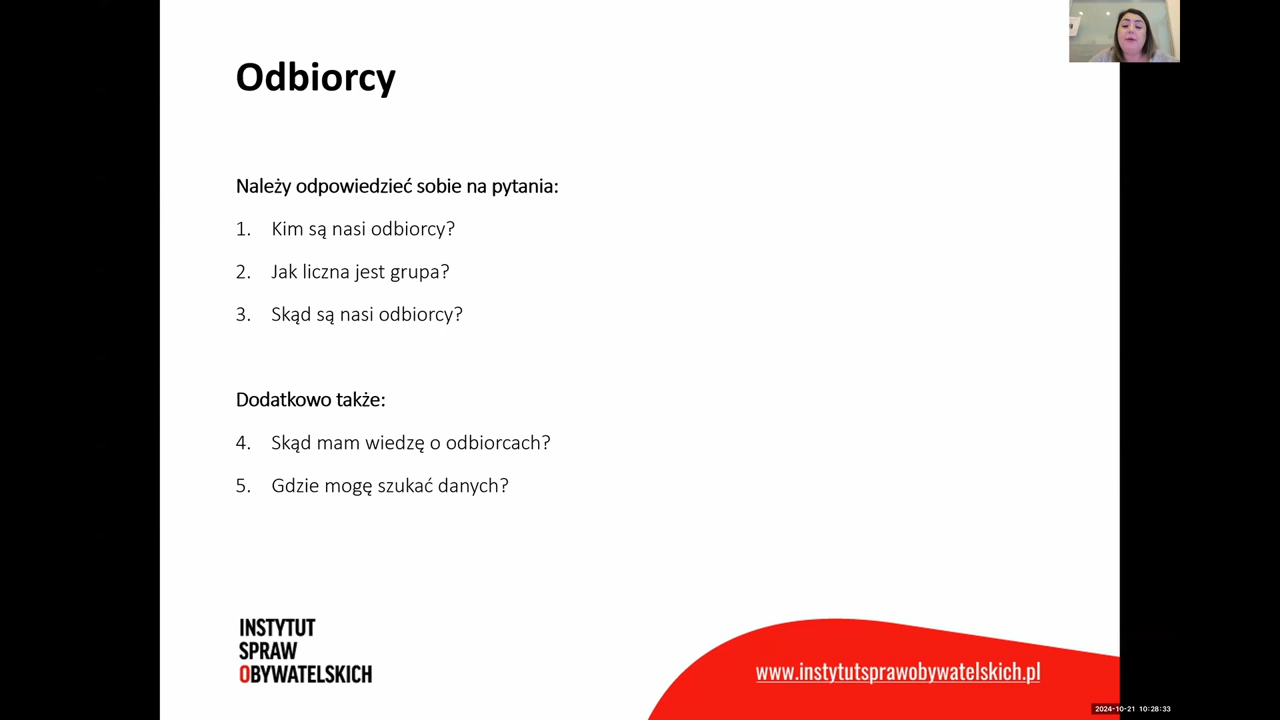 Odbiorcy
Należy odpowiedzieć sobie na pytania:
1. Kim są nasi odbiorcy?
2. Jak liczna jest grupa?
3. Skąd są nasi odbiorcy?
Dodatkowo także:
4. Skąd mam wiedzę o odbiorcach?
5. Gdzie mogę szukać danych?
INSTYTUT
SPRAW
OBYWATELSKICH
www.instytutsprawobywatelskich.pl
2024-10-21 10:28:33